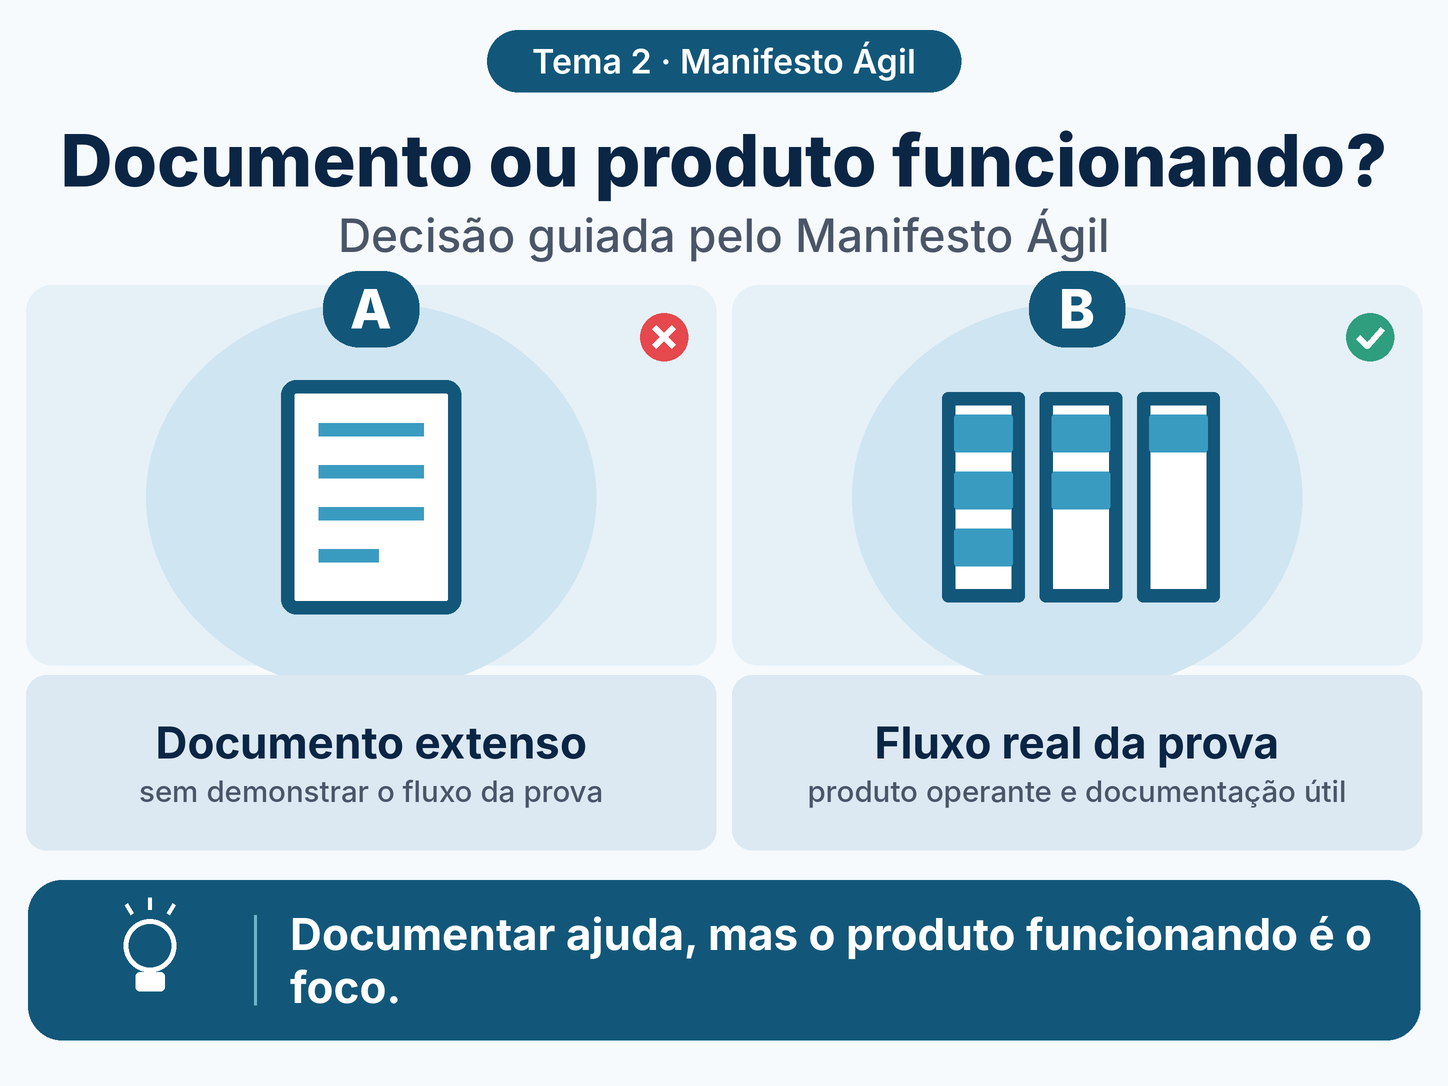 Tema 2 · Manifesto Ágil
Documento ou produto funcionando?
Decisão guiada pelo Manifesto Ágil
A
B
Documento extenso
sem demonstrar o fluxo da prova
Fluxo real da prova
produto operante e documentação útil
Documentar ajuda, mas o produto funcionando é o
foco.